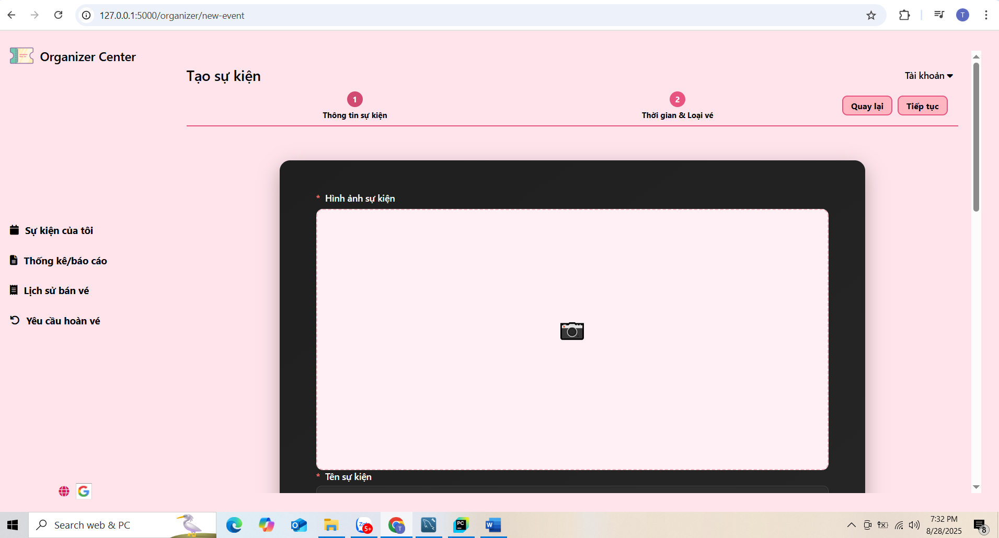 127.0.0.1:5000/organizer/new-event
T
Organizer Center
Tạo sự kiện
Tài khoản
1
Thông tin sự kiện
2
Thời gian & Loại vé
Quay lại
Tiếp tục
* Hình ảnh sự kiện
Sự kiện của tôi
Thống kê/báo cáo
Lịch sử bán vé
Yêu cầu hoàn vé
* Tên sự kiện
Search web & PC
5+
T
PC
W
7:32 PM
8/28/2025
8